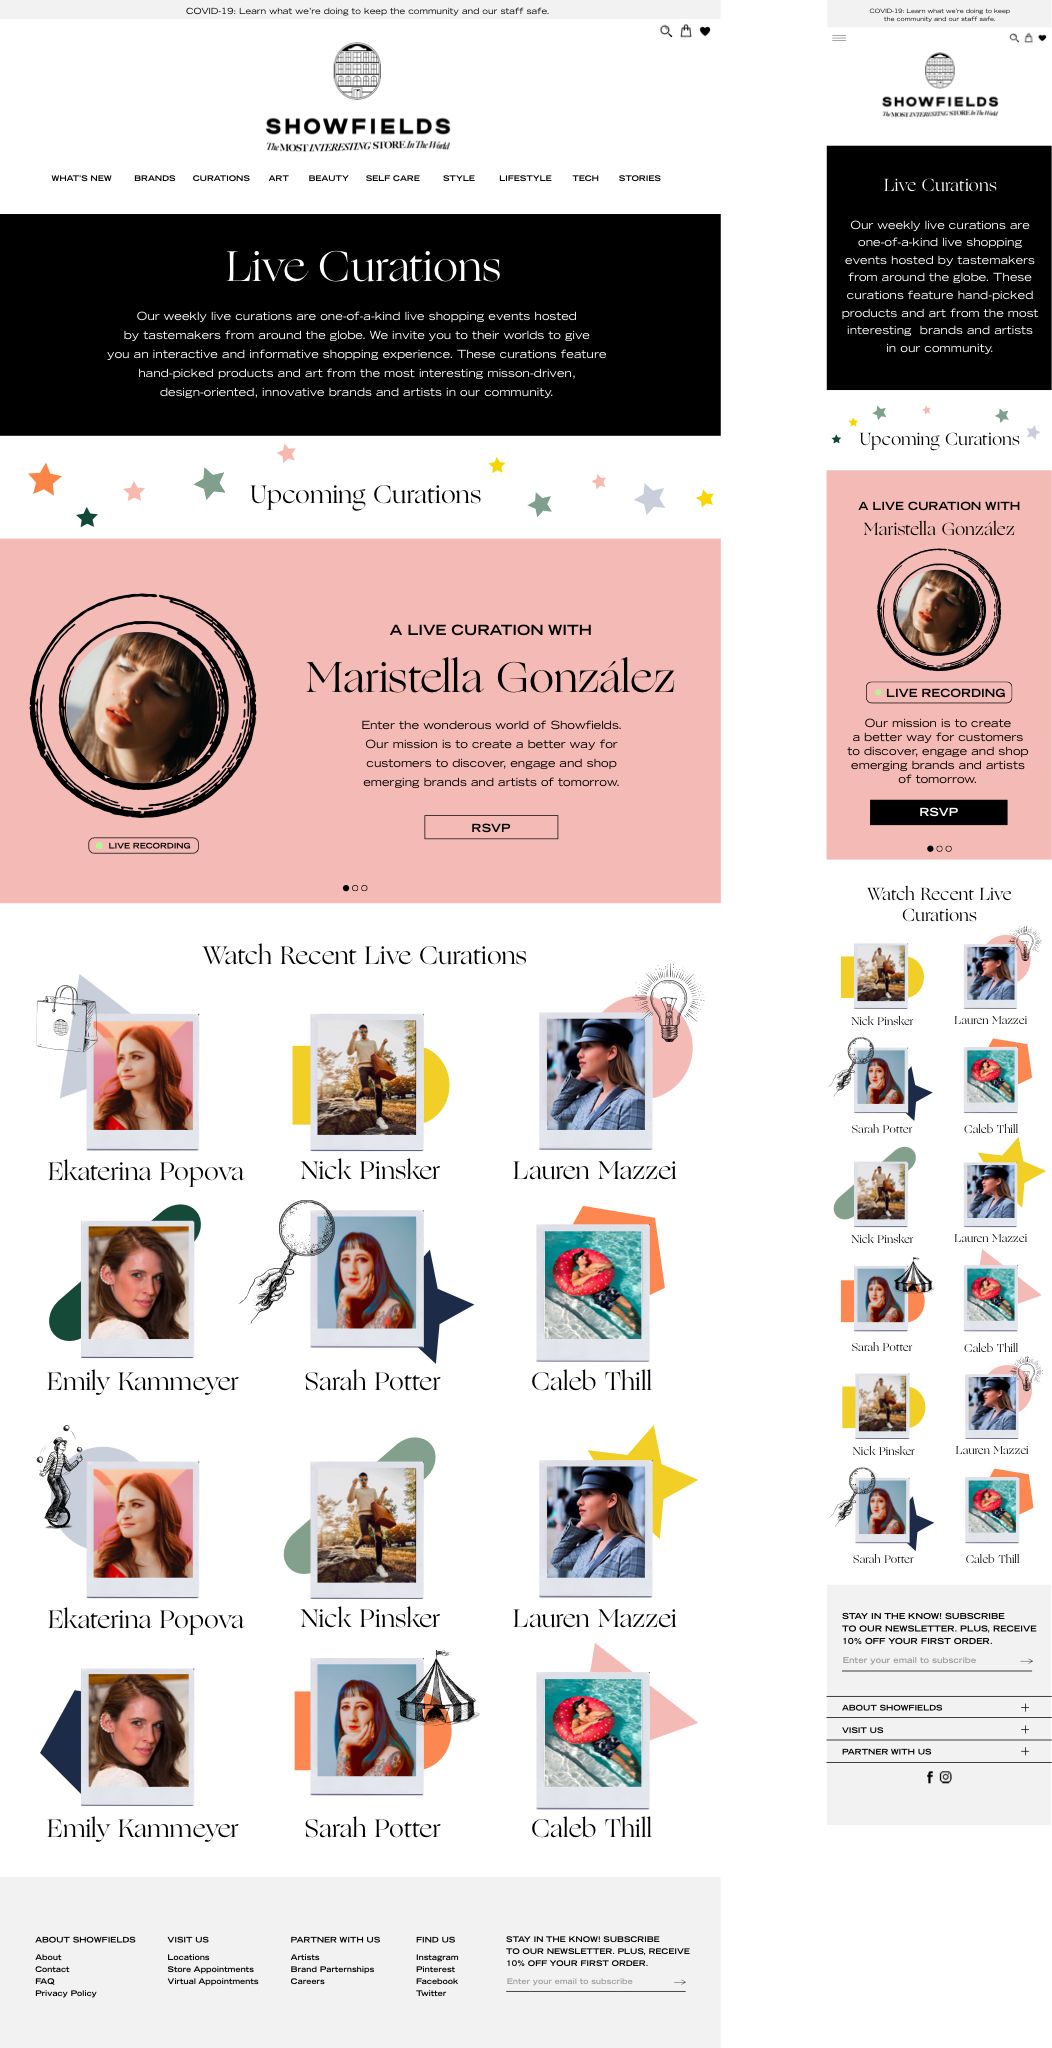 COVID-19: Learn what we're doing to keep the community and our staff safe.
SHOWFIELDS
The MOST INTERESTING STORE In The World
WHAT'S NEW BRANDS CURATIONS ART BEAUTY SELF CARE STYLE LIFESTYLE TECH STORIES
Live Curations
Our weekly live curations are one-of-a-kind live shopping events hosted
by tastemakers from around the globe. We invite you to their worlds to give
you an interactive and informative shopping experience. These curations feature
hand-picked products and art from the most interesting misson-driven,
design-oriented, innovative brands and artists in our community.
Upcoming Curations
A LIVE CURATION WITH
Maristella González
Enter the wonderous world of Showfields.
Our mission is to create a better way for
customers to discover, engage and shop
emerging brands and artists of tomorrow.
RSVP
LIVE RECORDING
Watch Recent Live Curations
Ekaterina Popova Nick Pinsker Lauren Mazzei
Emily Kammeyer Sarah Potter Caleb Thill
Ekaterina Popova Nick Pinsker Lauren Mazzei
Emily Kammeyer Sarah Potter Caleb Thill
ABOUT SHOWFIELDS
About
Contact
FAQ
Privacy Policy
VISIT US
Locations
Store Appointments
Virtual Appointments
PARTNER WITH US
Artists
Brand Parternships
Careers
FIND US
Instagram
Pinterest
Facebook
Twitter
STAY IN THE KNOW! SUBSCRIBE
TO OUR NEWSLETTER. PLUS, RECEIVE
10% OFF YOUR FIRST ORDER.
Enter your email to subscribe
COVID-19: Learn what we're doing to keep
the community and our staff safe.
SHOWFIELDS
The MOST INTERESTING STORE In The World
Live Curations
Our weekly live curations are
one-of-a-kind live shopping
events hosted by tastemakers
from around the globe. These
curations feature hand-picked
products and art from the most
interesting brands and artists
in our community.
Upcoming Curations
A LIVE CURATION WITH
Maristella González
LIVE RECORDING
Our mission is to create
a better way for customers
to discover, engage and shop
emerging brands and artists
of tomorrow.
RSVP
Watch Recent Live
Curations
Nick Pinsker Lauren Mazzei
Sarah Potter Caleb Thill
Nick Pinsker Lauren Mazzei
Sarah Potter Caleb Thill
Nick Pinsker Lauren Mazzei
Sarah Potter Caleb Thill
STAY IN THE KNOW! SUBSCRIBE
TO OUR NEWSLETTER. PLUS, RECEIVE
10% OFF YOUR FIRST ORDER.
Enter your email to subscribe
ABOUT SHOWFIELDS
VISIT US
PARTNER WITH US